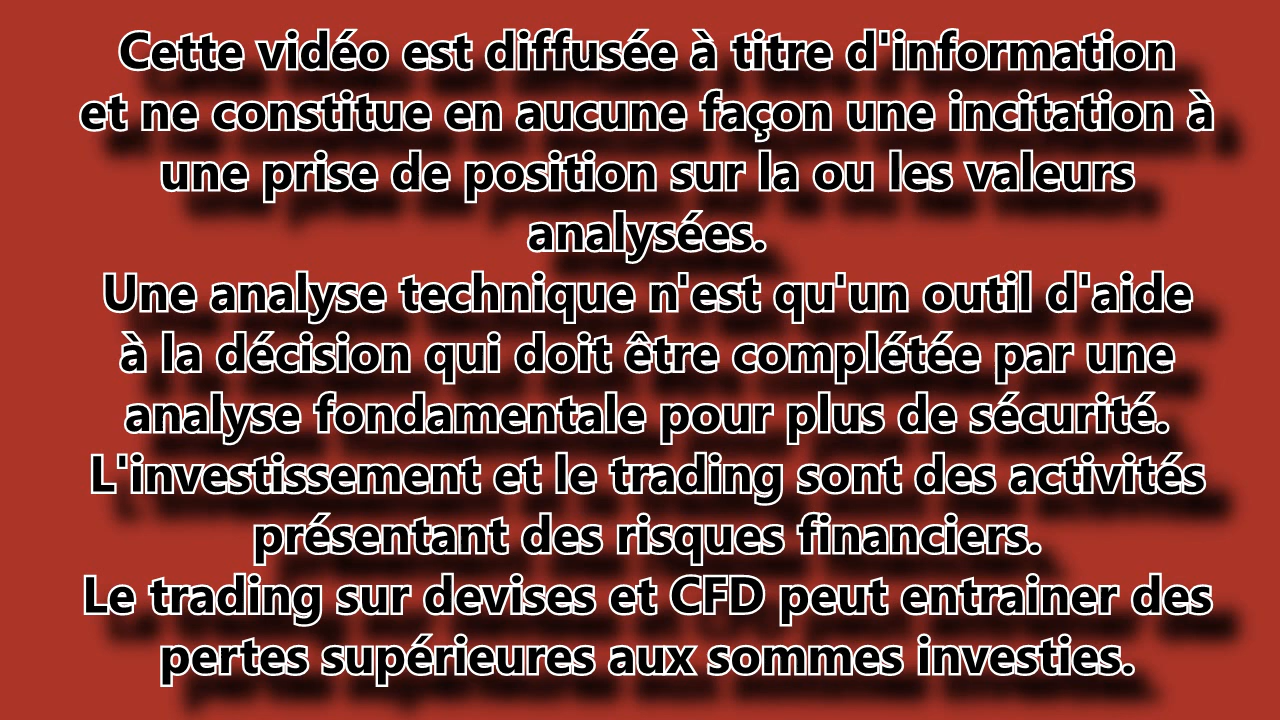 Cette vidéo est diffusée à titre d'information
et ne constitue en aucune façon une incitation à
une prise de position sur la ou les valeurs
analysées.
Une analyse technique n'est qu'un outil d'aide
à la décision qui doit être complétée par une
analyse fondamentale pour plus de sécurité.
L'investissement et le trading sont des activités
présentant des risques financiers.
Le trading sur devises et CFD peut entrainer des
pertes supérieures aux sommes investies.